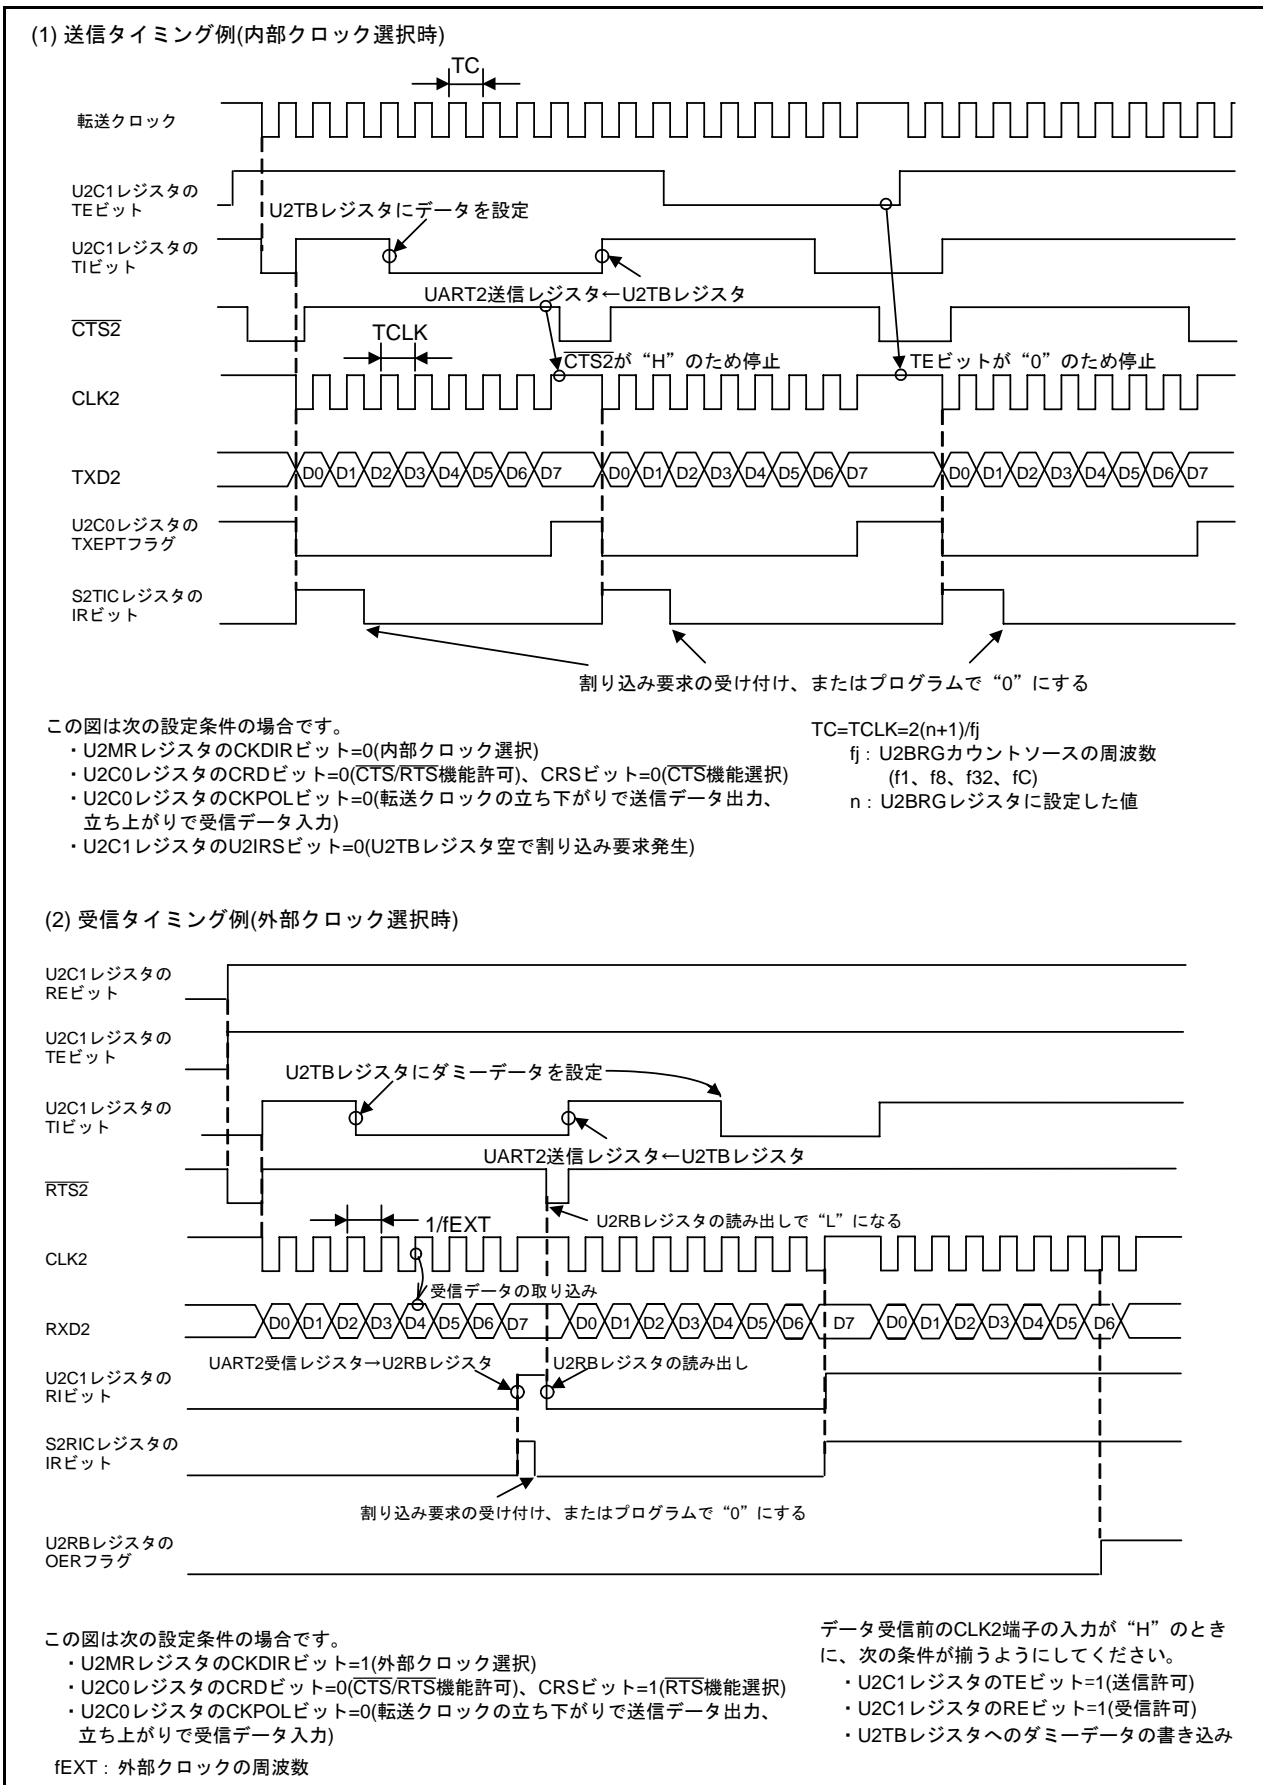 (1) 送信タイミング例(内部クロック選択時)
TC
転送クロック
U2C1レジスタの
TEビット
U2TBレジスタにデータを設定
U2C1レジスタの
TIビット
UART2送信レジスタ←U2TBレジスタ
CTS2
TCLK
CTS2が“H”のため停止
TEビットが“0”のため停止
CLK2
TXD2
D0 D1 D2 D3 D4 D5 D6 D7 D0 D1 D2 D3 D4 D5 D6 D7 D0 D1 D2 D3 D4 D5 D6 D7
U2C0レジスタの
TXEPTフラグ
S2TICレジスタの
IRビット
割り込み要求の受け付け、またはプログラムで“0”にする
この図は次の設定条件の場合です。
・U2MRレジスタのCKDIRビット=0(内部クロック選択)
・U2C0レジスタのCRDビット=0(CTS/RTS機能許可)、CRSビット=0(CTS機能選択)
・U2C0レジスタのCKPOLビット=0(転送クロックの立ち下がりで送信データ出力、
立ち上がりで受信データ入力)
・U2C1レジスタのU2IRSビット=0(U2TBレジスタ空で割り込み要求発生)
TC=TCLK=2(n+1)/fj
fj：U2BRGカウントソースの周波数
(f1、f8、f32、fC)
n：U2BRGレジスタに設定した値
(2) 受信タイミング例(外部クロック選択時)
U2C1レジスタの
REビット
U2C1レジスタの
TEビット
U2TBレジスタにダミーデータを設定
U2C1レジスタの
TIビット
UART2送信レジスタ←U2TBレジスタ
RTS2
U2RBレジスタの読み出しで“L”になる
1/fEXT
CLK2
受信データの取り込み
RXD2
D0 D1 D2 D3 D4 D5 D6 D7 D0 D1 D2 D3 D4 D5 D6 D7 D0 D1 D2 D3 D4 D5 D6
UART2受信レジスタ→U2RBレジスタ
U2RBレジスタの読み出し
U2C1レジスタの
RIビット
S2RICレジスタの
IRビット
割り込み要求の受け付け、またはプログラムで“0”にする
U2RBレジスタの
OERフラグ
この図は次の設定条件の場合です。
・U2MRレジスタのCKDIRビット=1(外部クロック選択)
・U2C0レジスタのCRDビット=0(CTS/RTS機能許可)、CRSビット=1(RTS機能選択)
・U2C0レジスタのCKPOLビット=0(転送クロックの立ち下がりで送信データ出力、
立ち上がりで受信データ入力)
fEXT：外部クロックの周波数
データ受信前のCLK2端子の入力が“H”のとき
に、次の条件が揃うようにしてください。
・U2C1レジスタのTEビット=1(送信許可)
・U2C1レジスタのREビット=1(受信許可)
・U2TBレジスタへのダミーデータの書き込み